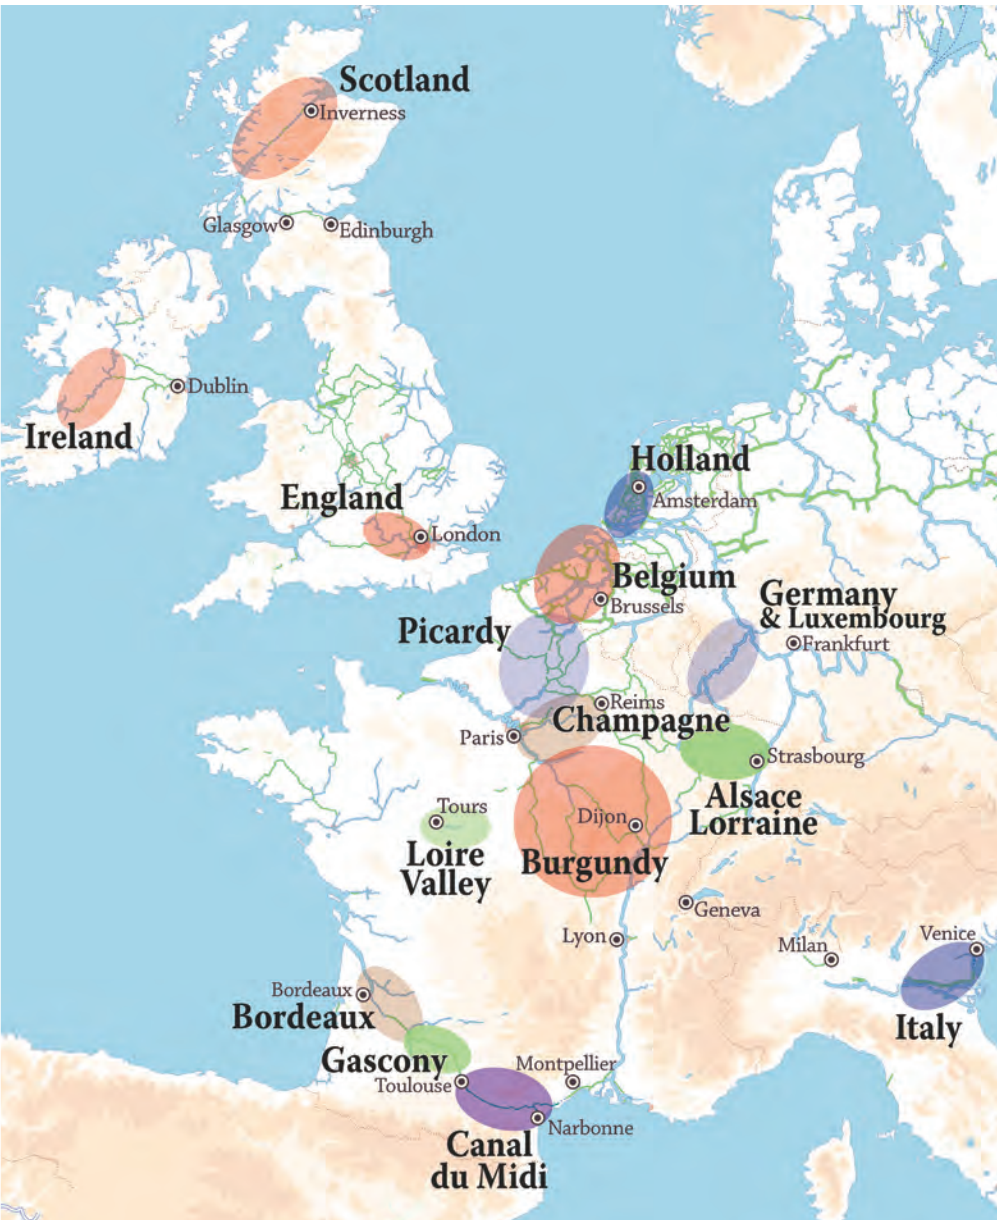 Scotland
Inverness
Glasgow
Edinburgh
Dublin
Ireland
England
London
Holland
Amsterdam
Belgium
Brussels
Germany
& Luxembourg
Frankfurt
Picardy
Reims
Champagne
Paris
Strasbourg
Alsace
Lorraine
Tours
Loire
Valley
Dijon
Burgundy
Geneva
Lyon
Milan
Venice
Italy
Bordeaux
Bordeaux
Gascony
Toulouse
Montpellier
Narbonne
Canal
du Midi